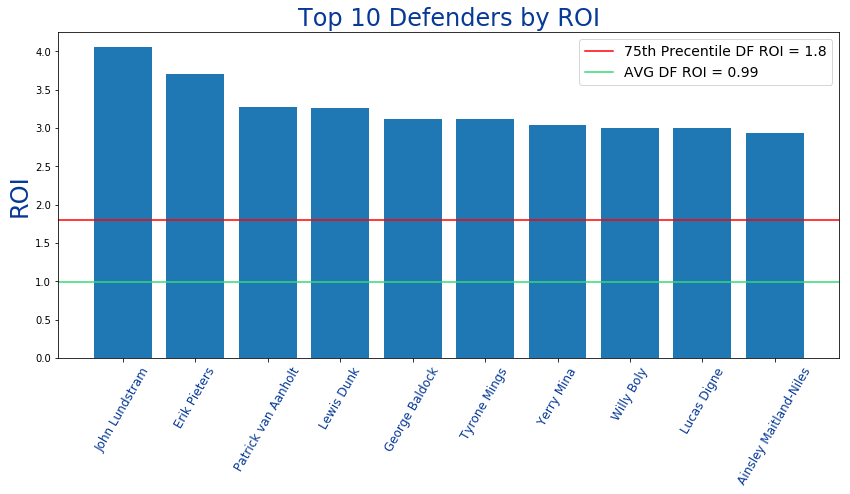 Top 10 Defenders by ROI
75th Precentile DF ROI = 1.8
AVG DF ROI = 0.99
ROI
4.0
3.5
3.0
2.5
2.0
1.5
1.0
0.5
0.0
John Lundstram
Erik Pieters
Patrick van Aanholt
Lewis Dunk
George Baldock
Tyrone Mings
Yerry Mina
Willy Boly
Lucas Digne
Ainsley Maitland-Niles